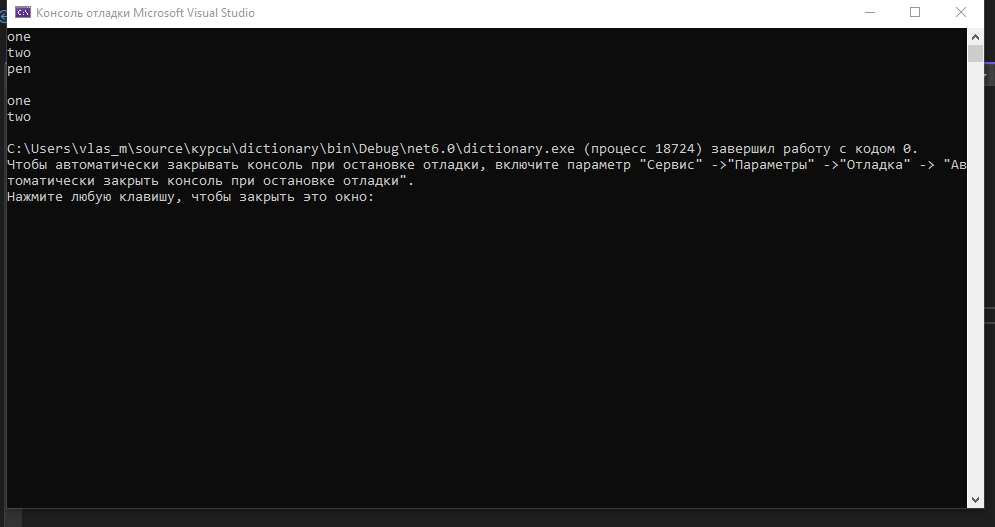 Консоль отладки Microsoft Visual Studio
one
two
pen
one
two
C:\Users\vlas_m\source\курсы\dictionary\bin\Debug\net6.0\dictionary.exe (процесс 18724) завершил работу с кодом 0.
Чтобы автоматически закрывать консоль при остановке отладки, включите параметр "Сервис" ->"Параметры" ->"Отладка" -> "Ав
томатически закрыть консоль при остановке отладки".
Нажмите любую клавишу, чтобы закрыть это окно: